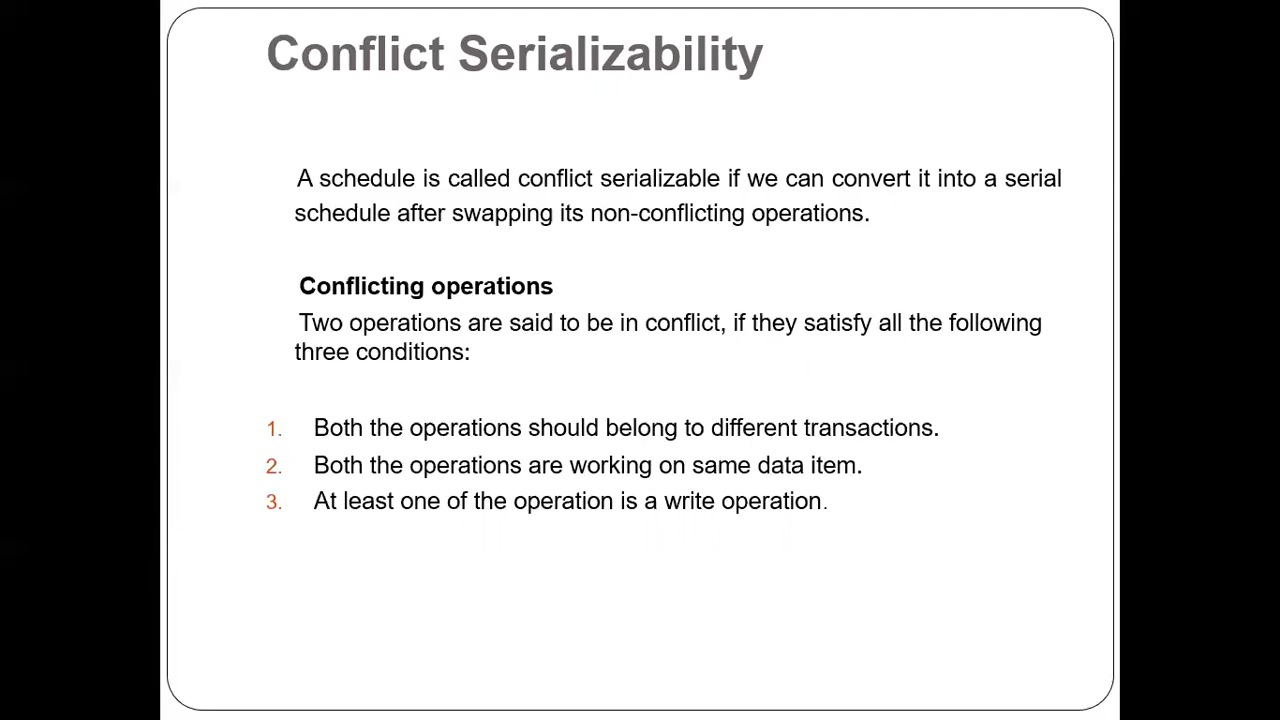 Conflict Serializability
A schedule is called conflict serializable if we can convert it into a serial
schedule after swapping its non-conflicting operations.
Conflicting operations
Two operations are said to be in conflict, if they satisfy all the following
three conditions:
1. Both the operations should belong to different transactions.
2. Both the operations are working on same data item.
3. At least one of the operation is a write operation.